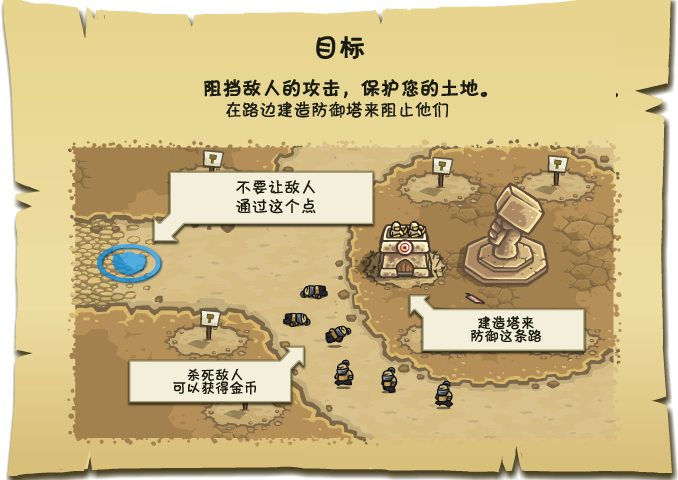 目标
阻挡敌人的攻击，保护您的土地。
在路边建造防御塔来阻止他们
不要让敌人
通过这个点
建造塔来
防御这条路
杀死敌人
可以获得金币